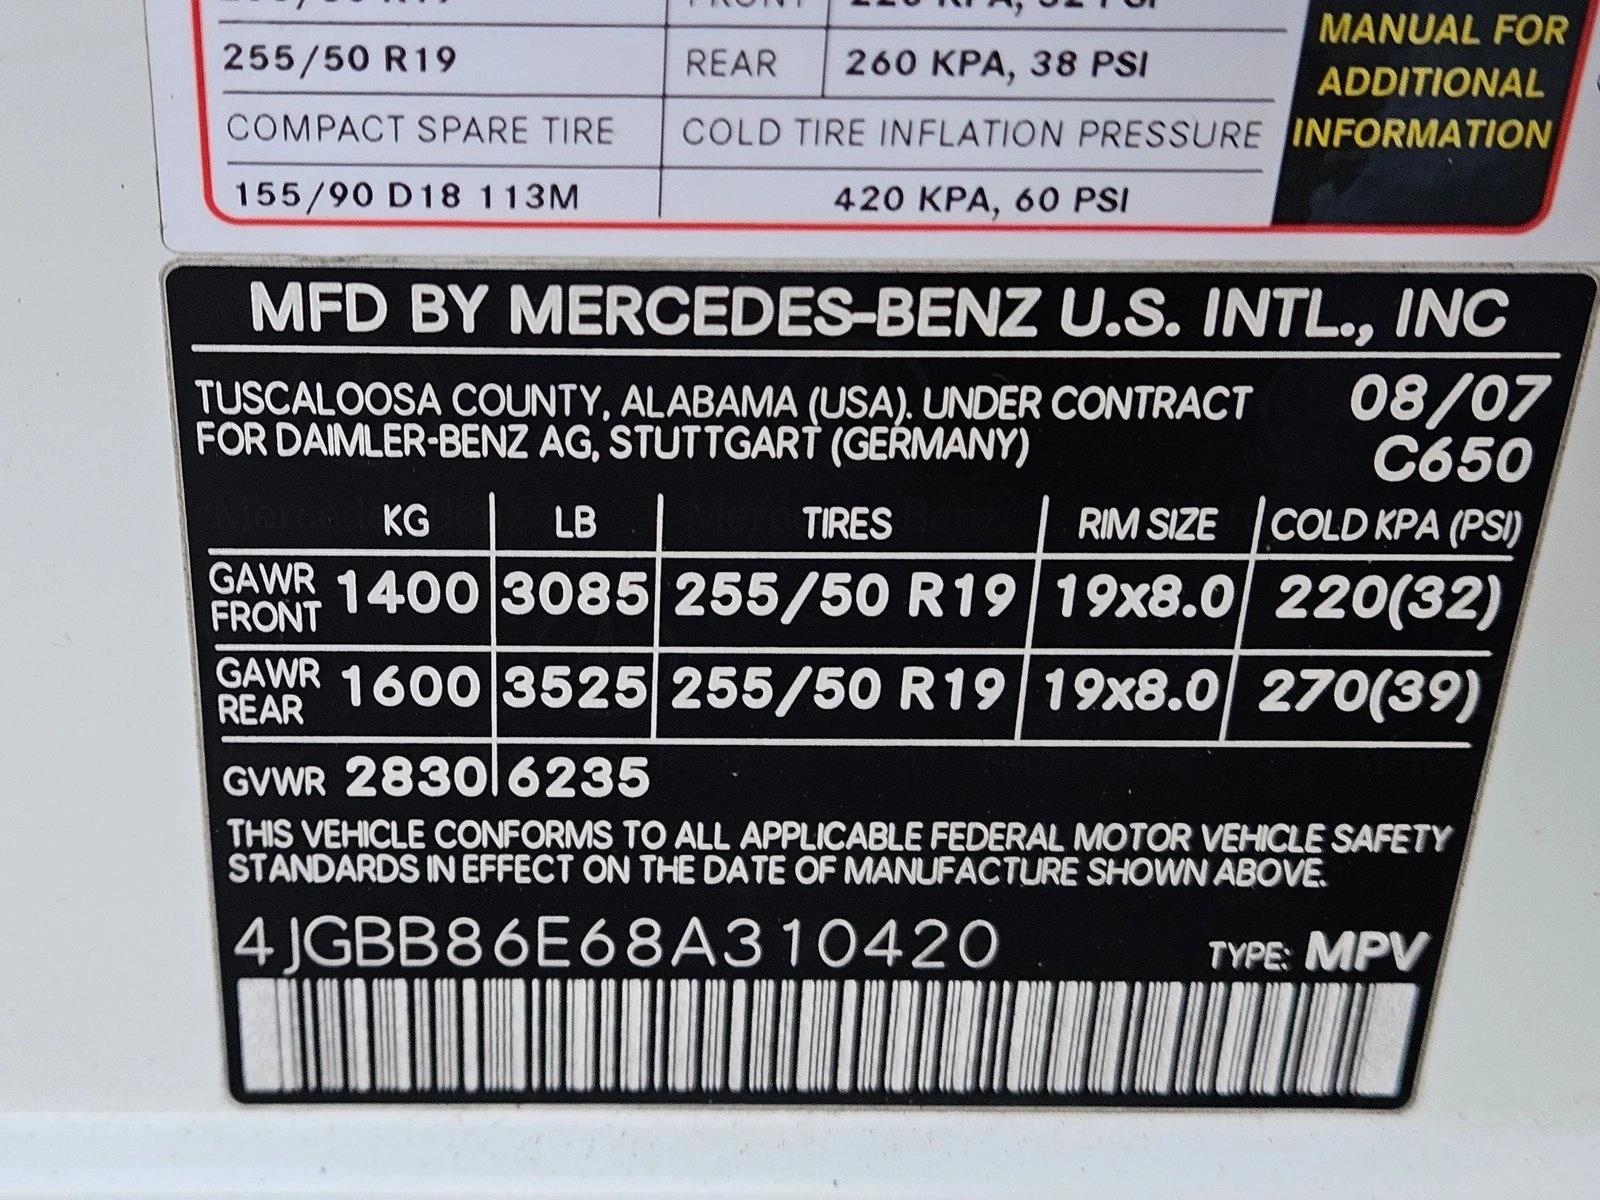 255/50 R19 REAR 260 KPA, 38 PSI
COMPACT SPARE TIRE COLD TIRE INFLATION PRESSURE
155/90 D18 113M 420 KPA, 60 PSI
MANUAL FOR
ADDITIONAL
INFORMATION
MFD BY MERCEDES-BENZ U.S. INTL., INC
TUSCALOOSA COUNTY, ALABAMA (USA). UNDER CONTRACT 08/07
FOR DAIMLER-BENZ AG, STUTTGART (GERMANY) C650
KG LB TIRES RIM SIZE COLD KPA (PSI)
GAWR FRONT 1400 3085 255/50 R19 19x8.0 220(32)
GAWR REAR 1600 3525 255/50 R19 19x8.0 270(39)
GVWR 2830 6235
THIS VEHICLE CONFORMS TO ALL APPLICABLE FEDERAL MOTOR VEHICLE SAFETY
STANDARDS IN EFFECT ON THE DATE OF MANUFACTURE SHOWN ABOVE.
4JGBB86E68A310420 TYPE: MPV